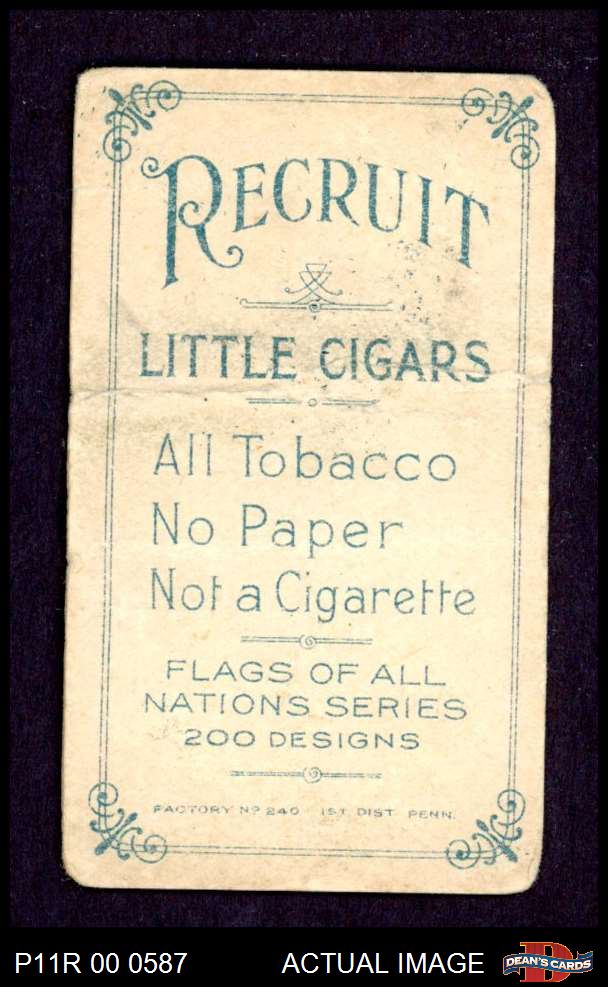 RECRUIT
LITTLE CIGARS
All Tobacco
No Paper
Not a Cigarette
FLAGS OF ALL
NATIONS SERIES
200 DESIGNS
FACTORY Nº 240 1ST DIST. PENN.
P11R 00 0587 ACTUAL IMAGE DEAN'S CARDS